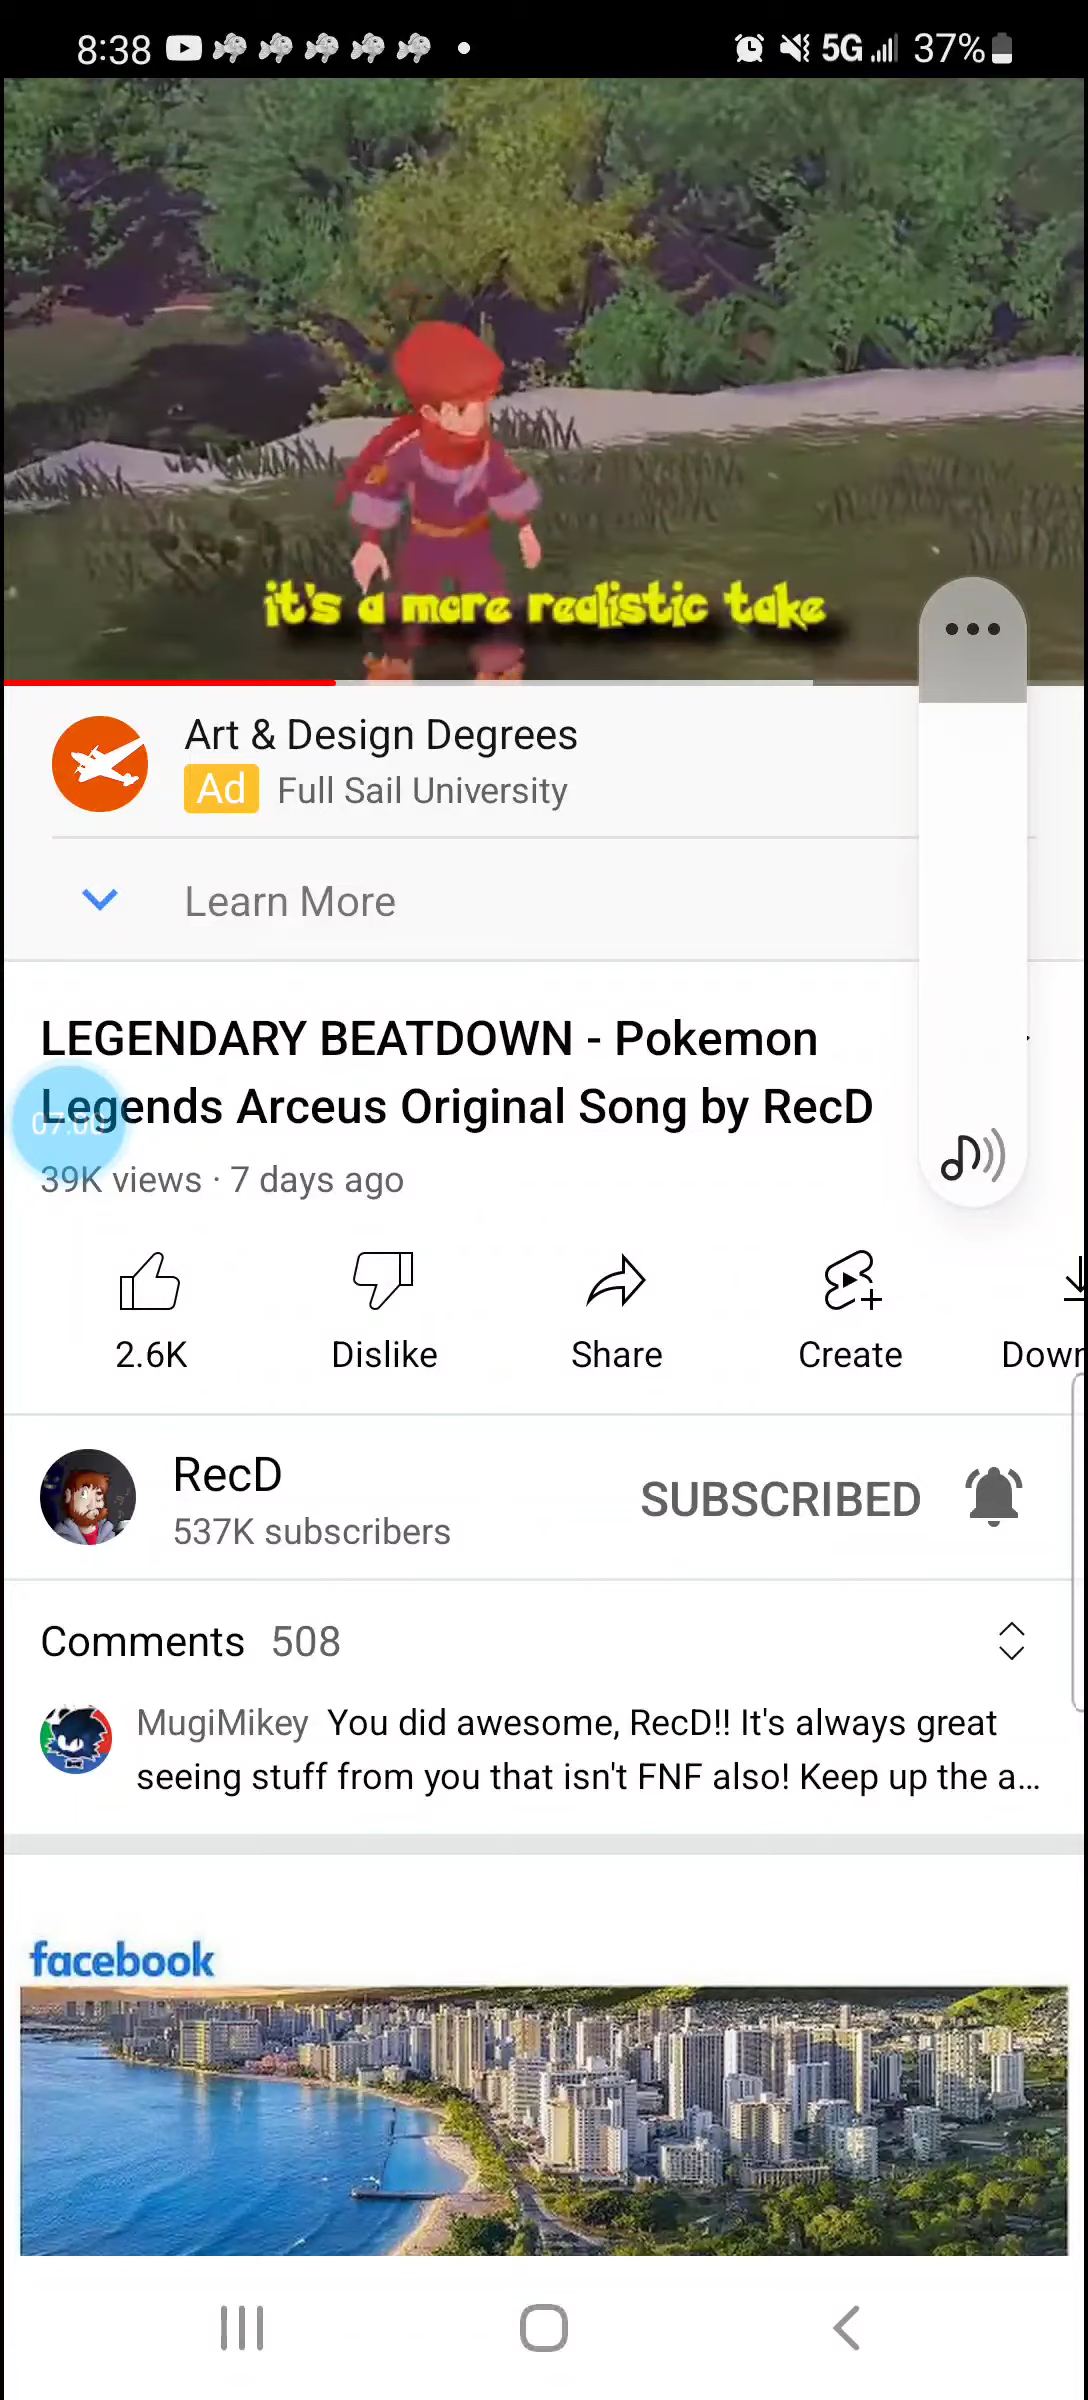 8:38
5G 37%
it's a more realistic take
Art & Design Degrees
Ad Full Sail University
Learn More
LEGENDARY BEATDOWN - Pokemon
Legends Arceus Original Song by RecD
07:00
39K views · 7 days ago
2.6K Dislike Share Create Down
RecD
537K subscribers
SUBSCRIBED
Comments 508
MugiMikey You did awesome, RecD!! It's always great
seeing stuff from you that isn't FNF also! Keep up the a...
facebook